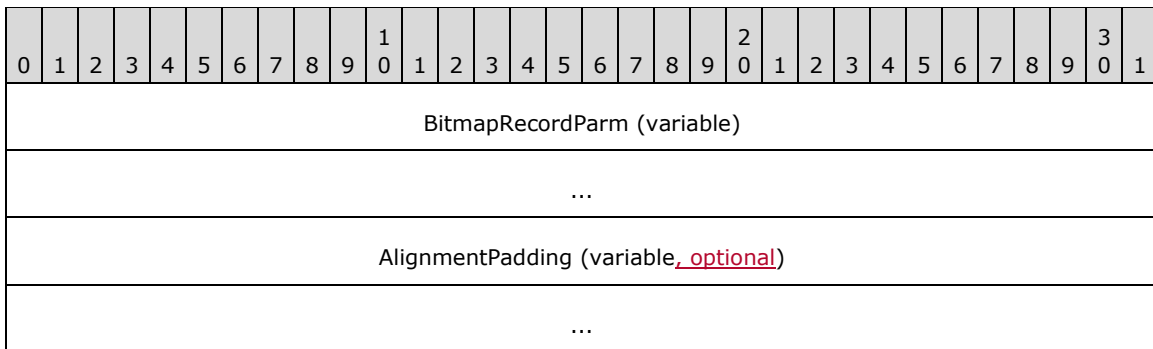 0 1 2 3 4 5 6 7 8 9 1 0 1 2 3 4 5 6 7 8 9 2 0 1 2 3 4 5 6 7 8 9 3 0 1
BitmapRecordParm (variable)
...
AlignmentPadding (variable, optional)
...